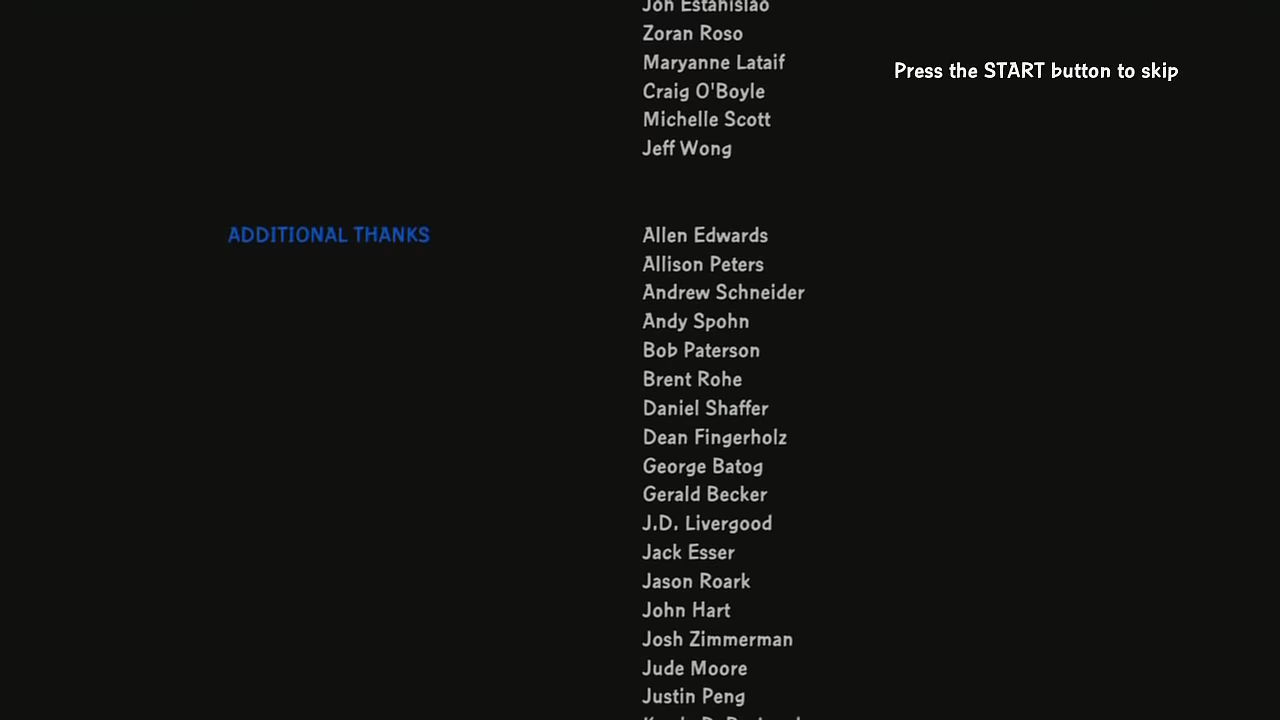 Jon Estanislao
Zoran Roso
Maryanne Lataif
Press the START button to skip
Craig O'Boyle
Michelle Scott
Jeff Wong
ADDITIONAL THANKS
Allen Edwards
Allison Peters
Andrew Schneider
Andy Spohn
Bob Paterson
Brent Rohe
Daniel Shaffer
Dean Fingerholz
George Batog
Gerald Becker
J.D. Livergood
Jack Esser
Jason Roark
John Hart
Josh Zimmerman
Jude Moore
Justin Peng